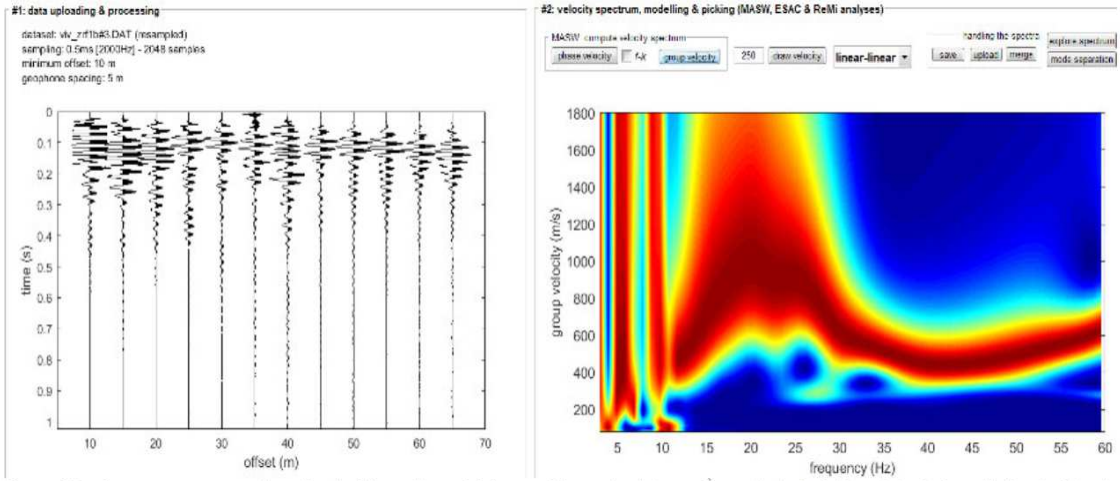 #1: data uploading & processing
dataset: viv_zrf1b#3.DAT (resampled)
sampling: 0.5ms [2000Hz] - 2048 samples
minimum offset: 10 m
geophone spacing: 5 m
0
0.1
0.2
0.3
0.4
0.5
0.6
0.7
0.8
0.9
1
time (s)
10 20 30 40 50 60 70
offset (m)
#2: velocity spectrum, modelling & picking (MASW, ESAC & ReMi analyses)
MASW compute velocity spectrum
phase velocity f-k group velocity 250 draw velocity linear-linear
handling the spectra
save upload merge
explore spectrum
mode separation
1800
1600
1400
1200
1000
800
600
400
200
group velocity (m/s)
5 10 15 20 25 30 35 40 45 50 55 60
frequency (Hz)